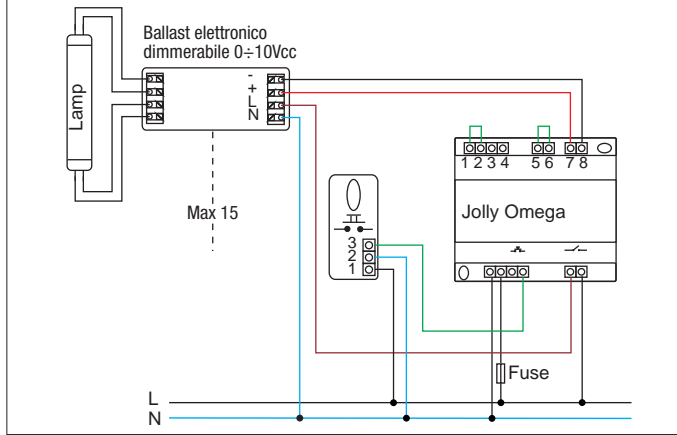 Ballast elettronico
dimmerabile 0÷10Vcc
Lamp
-
+
L
N
Max 15
1 2 3 4 5 6 7 8
Jolly Omega
3
2
1
Fuse
L
N